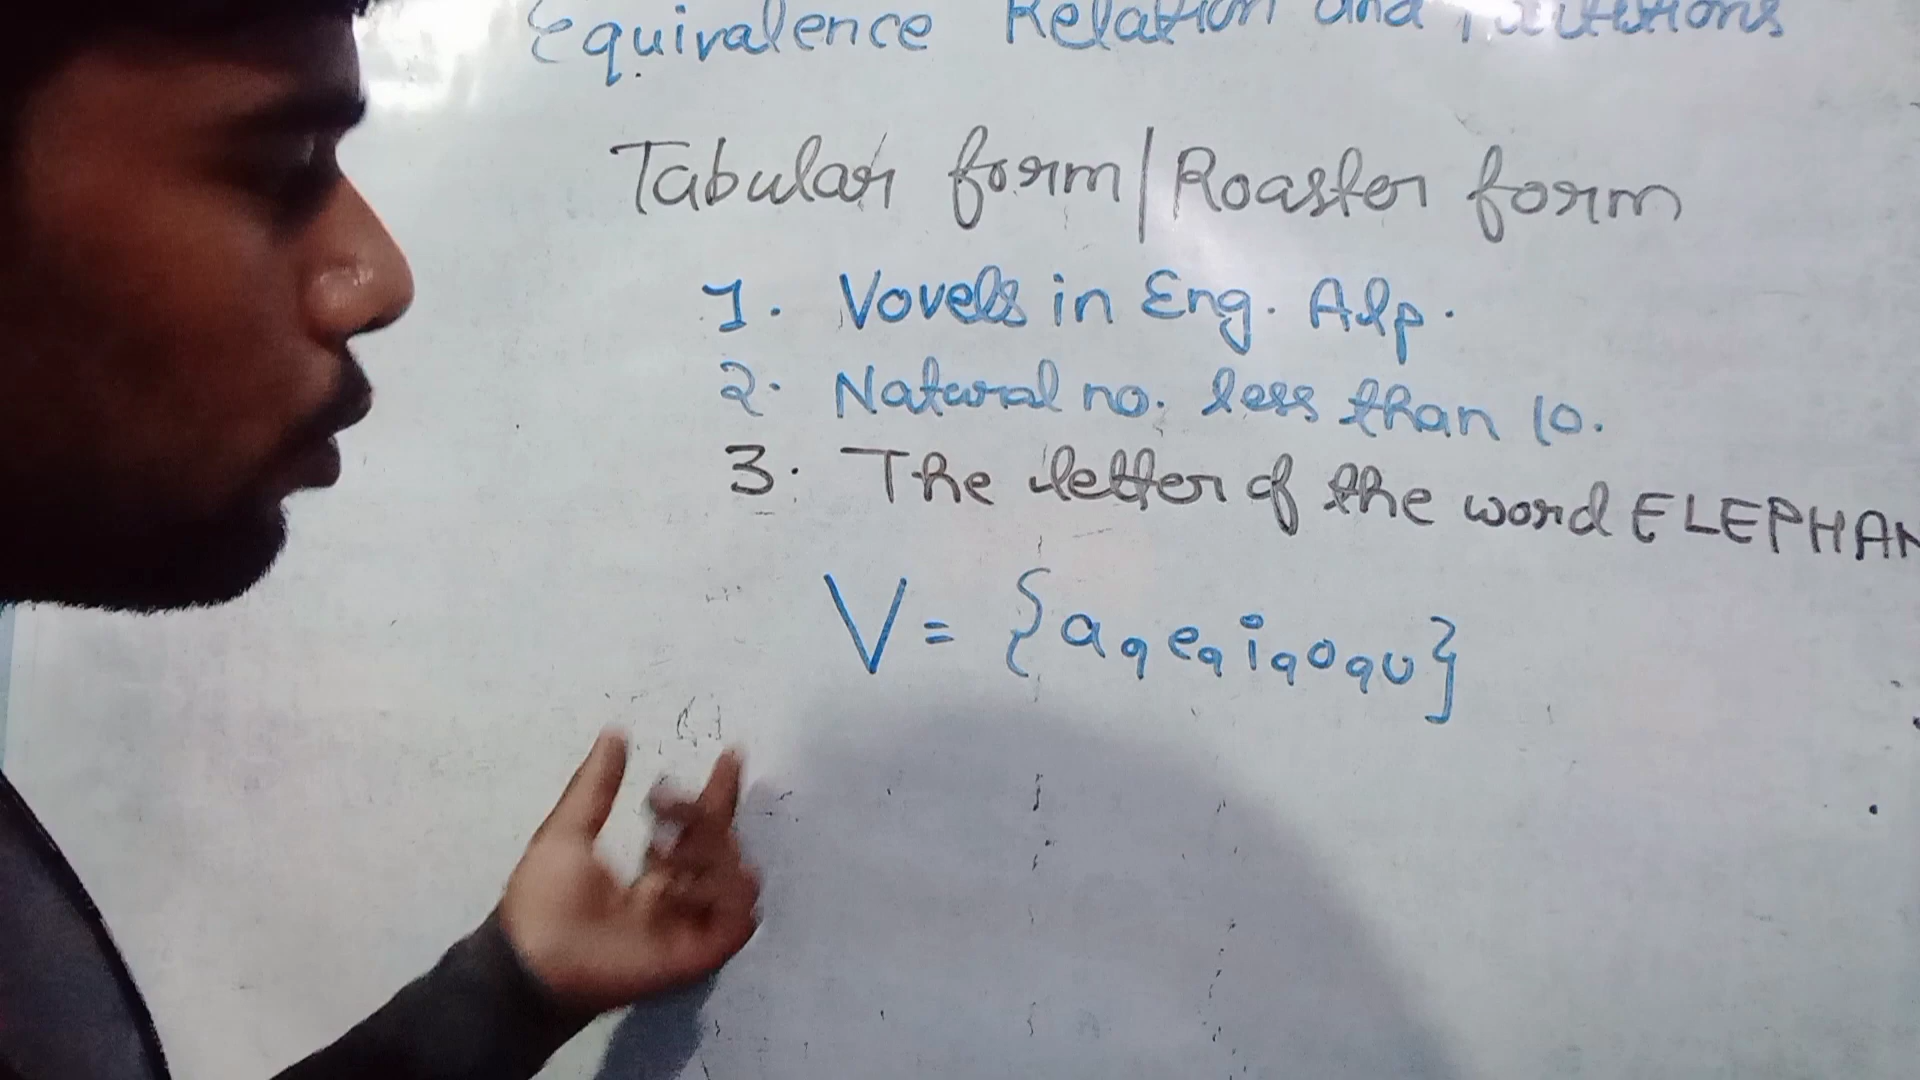 Equivalence Relation and Partitions
Tabular form/Roaster form
1. Vovels in Eng. Alp.
2. Natural no. less than 10.
3. The letter of the word ELEPHAN
V = {a, e, i, o, u}